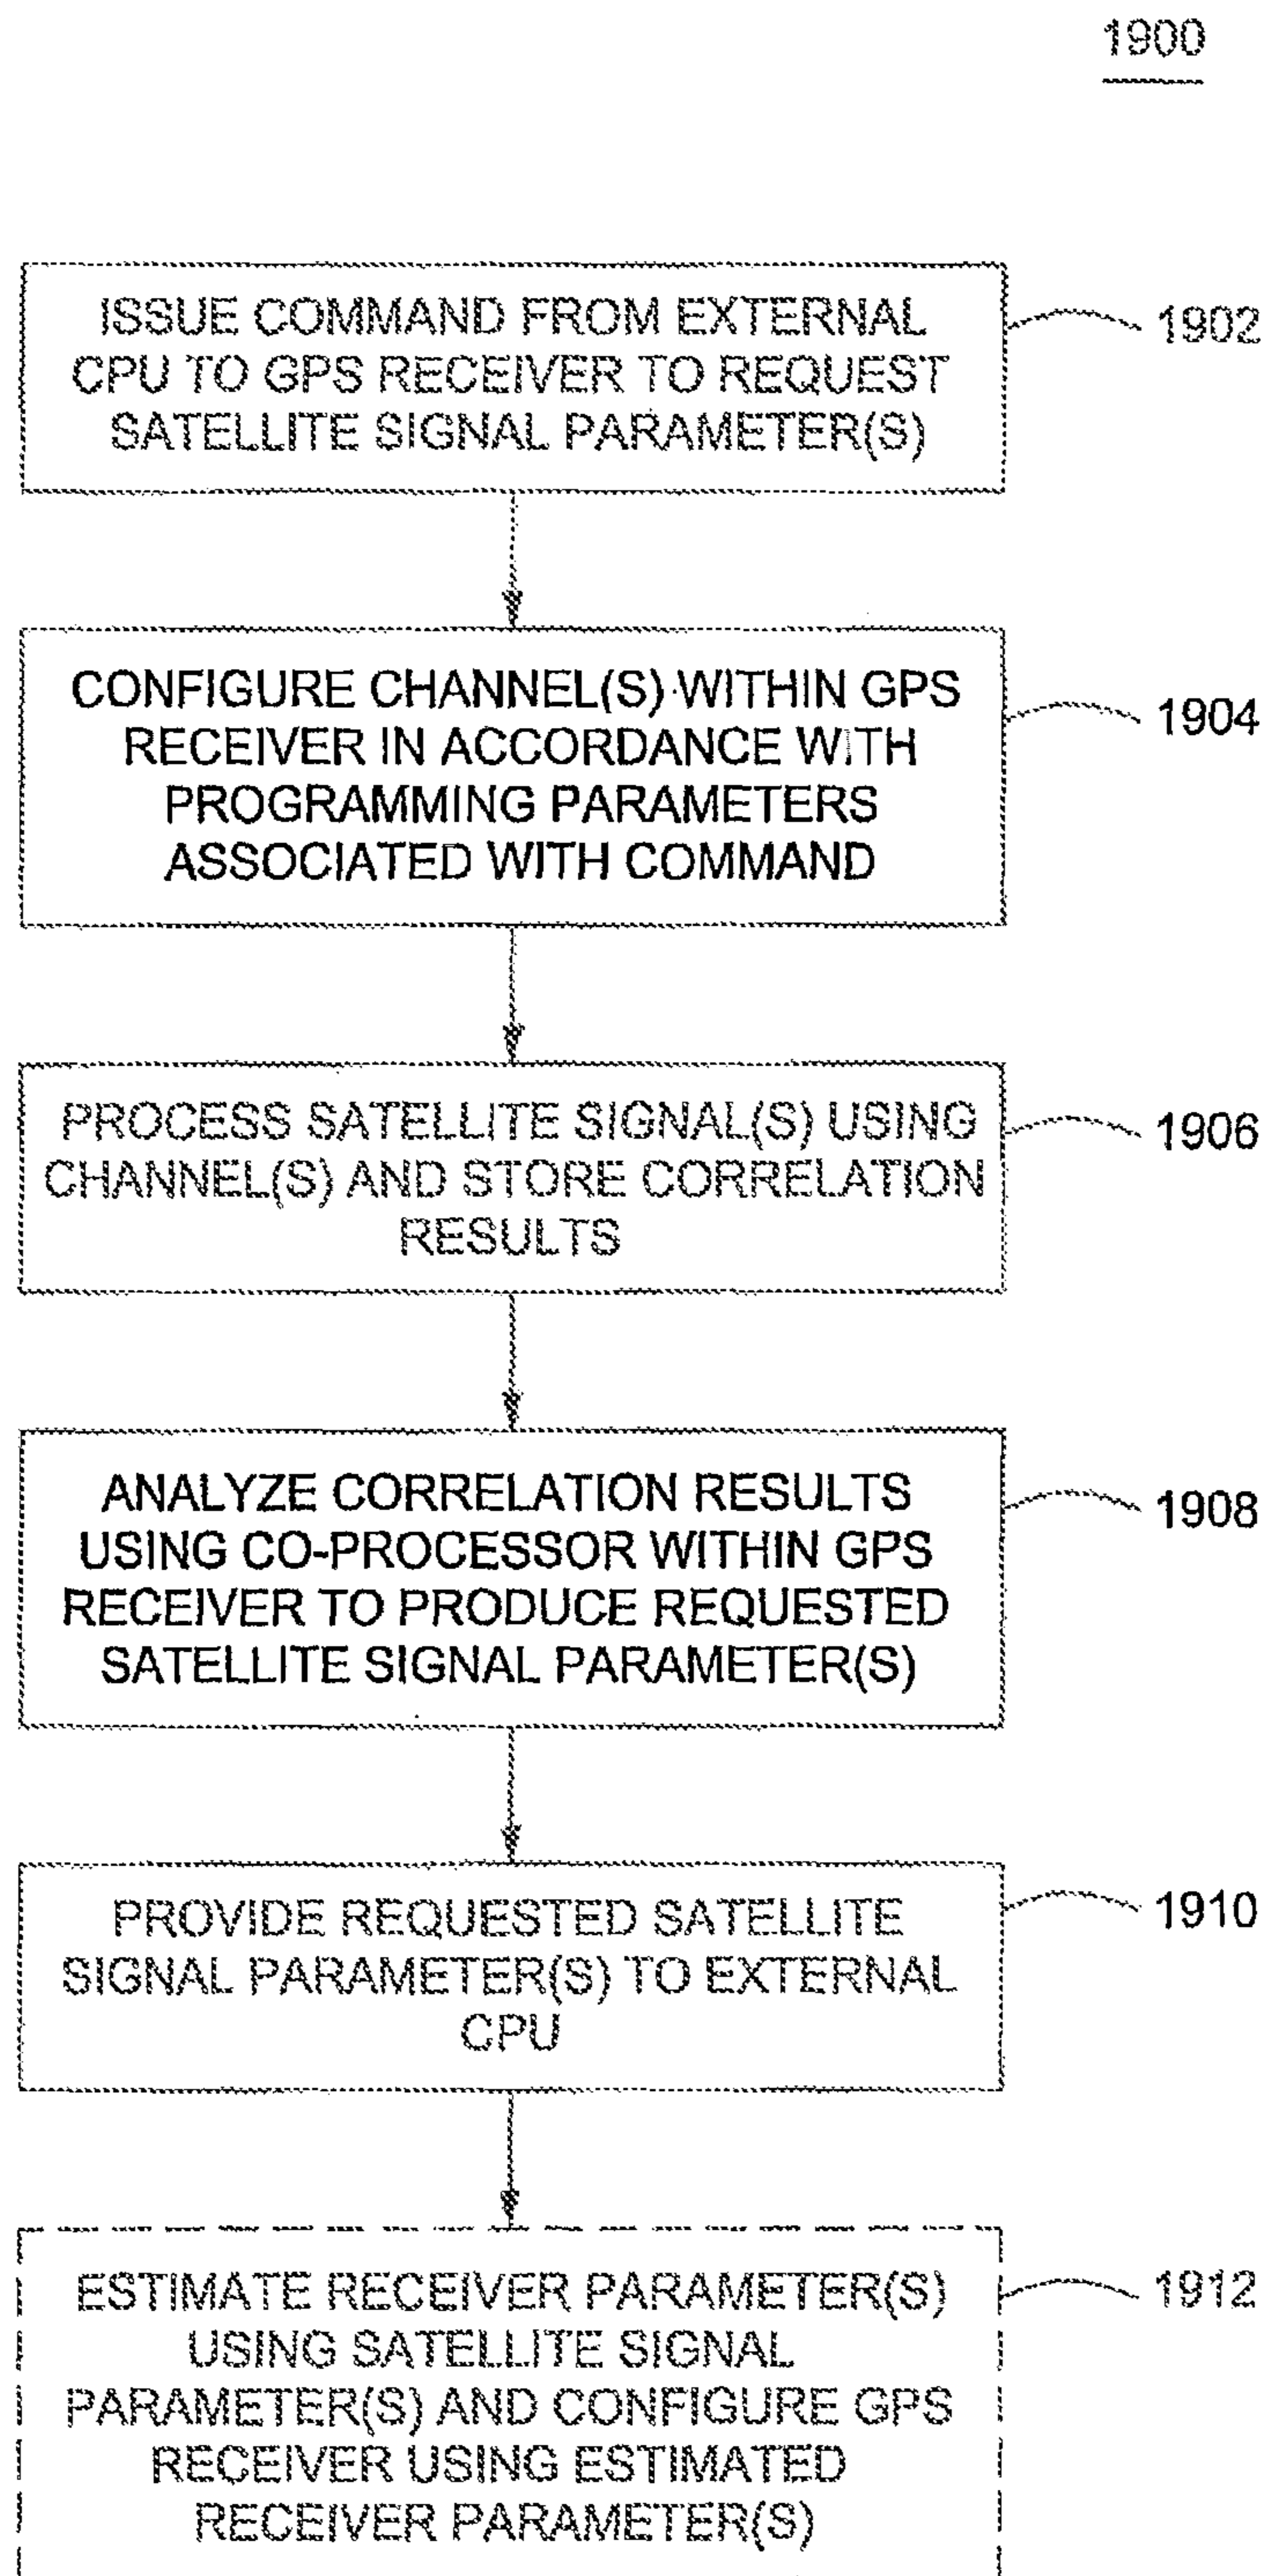 1900
ISSUE COMMAND FROM EXTERNAL
CPU TO GPS RECEIVER TO REQUEST
SATELLITE SIGNAL PARAMETER(S)
1902
CONFIGURE CHANNEL(S) WITHIN GPS
RECEIVER IN ACCORDANCE WITH
PROGRAMMING PARAMETERS
ASSOCIATED WITH COMMAND
1904
PROCESS SATELLITE SIGNAL(S) USING
CHANNEL(S) AND STORE CORRELATION
RESULTS
1906
ANALYZE CORRELATION RESULTS
USING CO-PROCESSOR WITHIN GPS
RECEIVER TO PRODUCE REQUESTED
SATELLITE SIGNAL PARAMETER(S)
1908
PROVIDE REQUESTED SATELLITE
SIGNAL PARAMETER(S) TO EXTERNAL
CPU
1910
ESTIMATE RECEIVER PARAMETER(S)
USING SATELLITE SIGNAL
PARAMETER(S) AND CONFIGURE GPS
RECEIVER USING ESTIMATED
RECEIVER PARAMETER(S)
1912